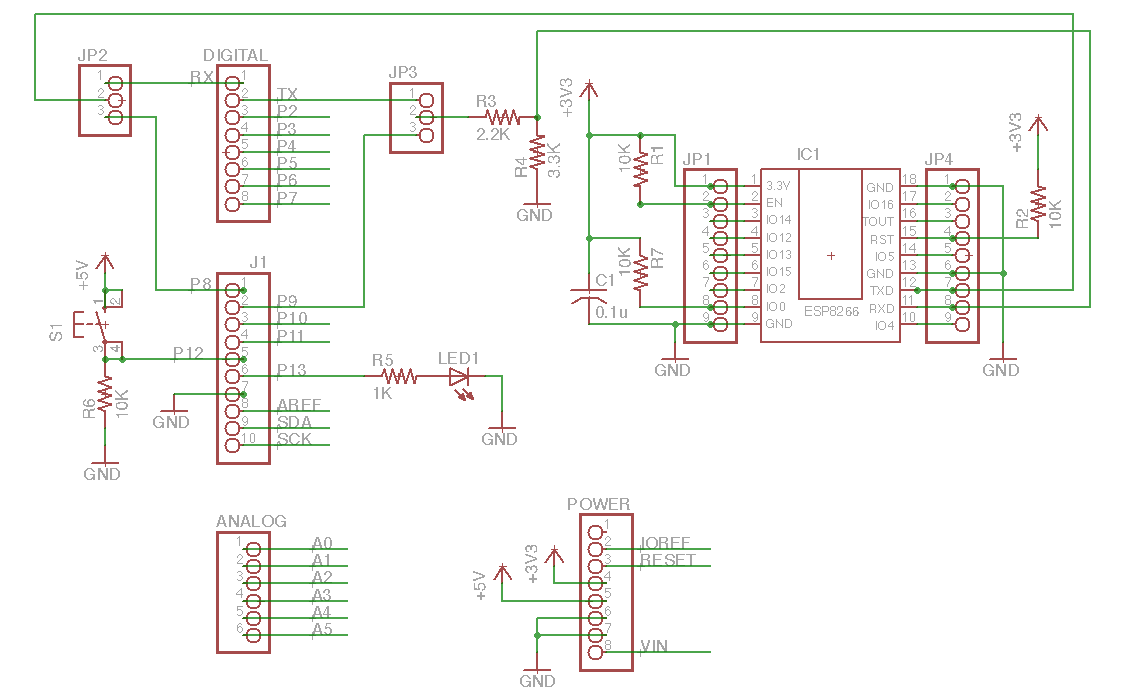 JP2
1
2
3
DIGITAL
RX
1
2
3
4
5
6
7
8
TX
P2
P3
P4
P5
P6
P7
JP3
1
2
3
R3
2.2K
R4
3.3K
GND
+3V3
10K
R1
10K
R7
C1
0.1u
JP1
1
2
3
4
5
6
7
8
9
GND
IC1
1
2
3
4
5
6
7
8
9
3.3V
EN
IO14
IO12
IO13
IO15
IO2
IO0
GND
ESP8266
GND
IO16
TOUT
RST
IO5
GND
TXD
RXD
IO4
18
17
16
15
14
13
12
11
10
JP4
1
2
3
4
5
6
7
8
9
GND
+3V3
R2
10K
+5V
S1
1
2
3
4
R6
10K
GND
J1
P8
P12
GND
1
2
3
4
5
6
7
8
9
10
P9
P10
P11
P13
AREF
SDA
SCK
R5
1K
LED1
GND
ANALOG
1
2
3
4
5
6
A0
A1
A2
A3
A4
A5
POWER
+5V
+3V3
1
2
3
4
5
6
7
8
IOREF
RESET
VIN
GND